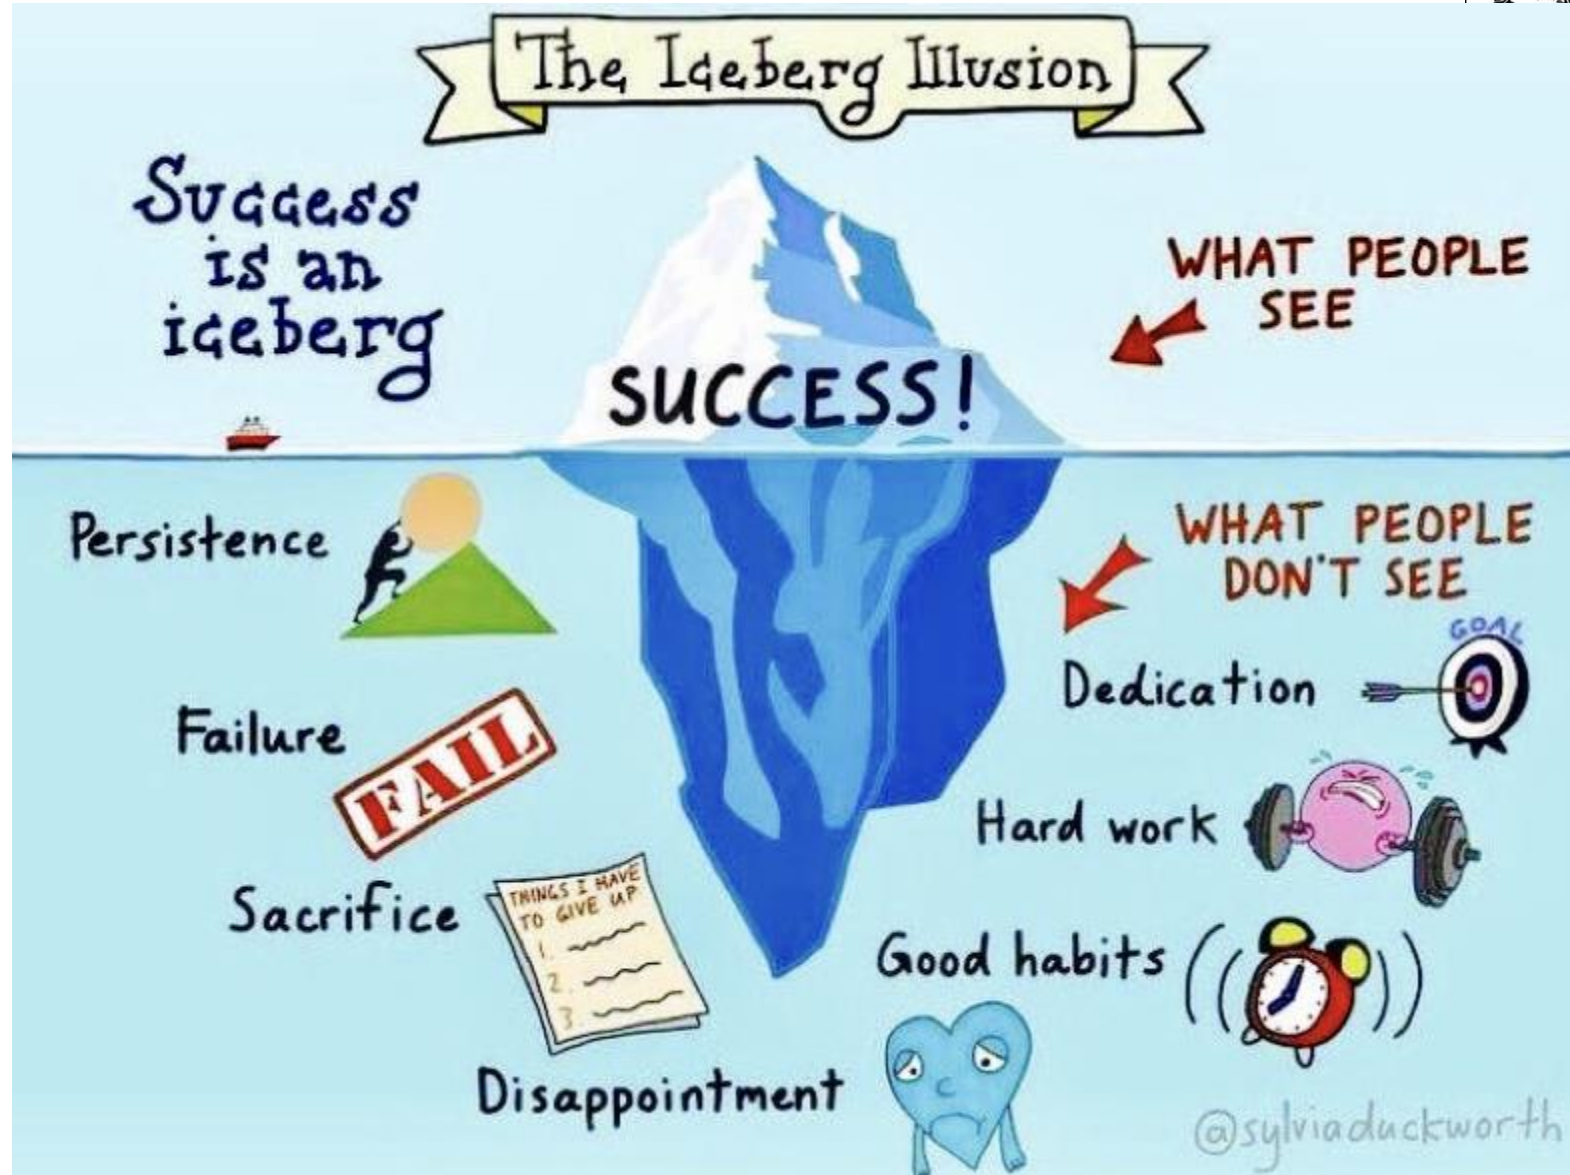 The Iceberg Illusion
Success
is an
iceberg
WHAT PEOPLE
SEE
SUCCESS!
Persistence
WHAT PEOPLE
DON'T SEE
GOAL
Dedication
Failure
FAIL
Hard work
Sacrifice
THINGS I HAVE
TO GIVE UP
1.
2.
3.
Good habits
Disappointment
@sylviaduckworth